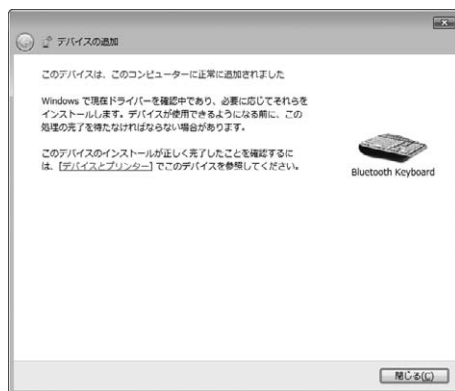 デバイスの追加
このデバイスは、このコンピューターに正常に追加されました
Windows で現在ドライバーを確認中であり、必要に応じてそれらを
インストールします。デバイスが使用できるようになる前に、この
処理の完了を待たなければならない場合があります。
このデバイスのインストールが正しく完了したことを確認するに
は、[デバイスとプリンター] でこのデバイスを参照してください。
Bluetooth Keyboard
閉じる(C)